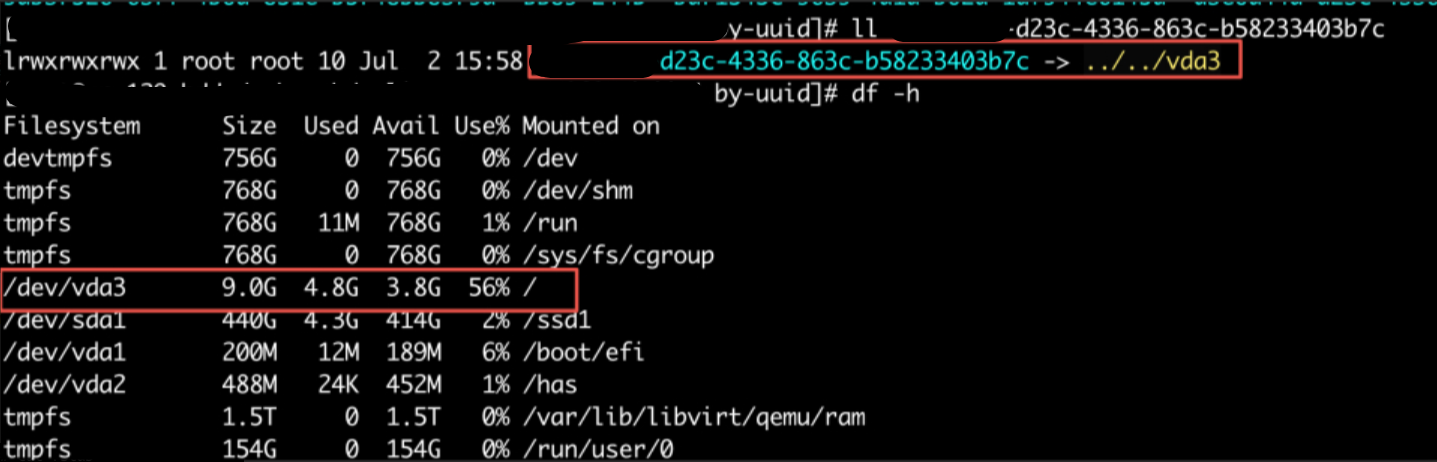 [ y-uuid]# ll -d23c-4336-863c-b58233403b7c
lrwxrwxrwx 1 root root 10 Jul  2 15:58 d23c-4336-863c-b58233403b7c -> ../../vda3
by-uuid]# df -h
Filesystem      Size  Used Avail Use% Mounted on
devtmpfs        756G     0  756G   0% /dev
tmpfs           768G     0  768G   0% /dev/shm
tmpfs           768G   11M  768G   1% /run
tmpfs           768G     0  768G   0% /sys/fs/cgroup
/dev/vda3       9.0G  4.8G  3.8G  56% /
/dev/sda1       440G  4.3G  414G   2% /ssd1
/dev/vda1       200M   12M  189M   6% /boot/efi
/dev/vda2       488M   24K  452M   1% /has
tmpfs           1.5T     0  1.5T   0% /var/lib/libvirt/qemu/ram
tmpfs           154G     0  154G   0% /run/user/0